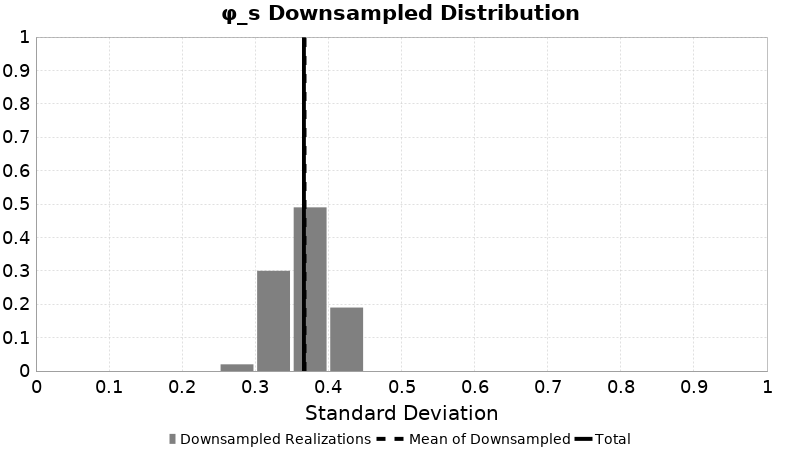 φ_s Downsampled Distribution
1
0.9
0.8
0.7
0.6
0.5
0.4
0.3
0.2
0.1
0
0 0.1 0.2 0.3 0.4 0.5 0.6 0.7 0.8 0.9 1
Standard Deviation
Downsampled Realizations Mean of Downsampled Total